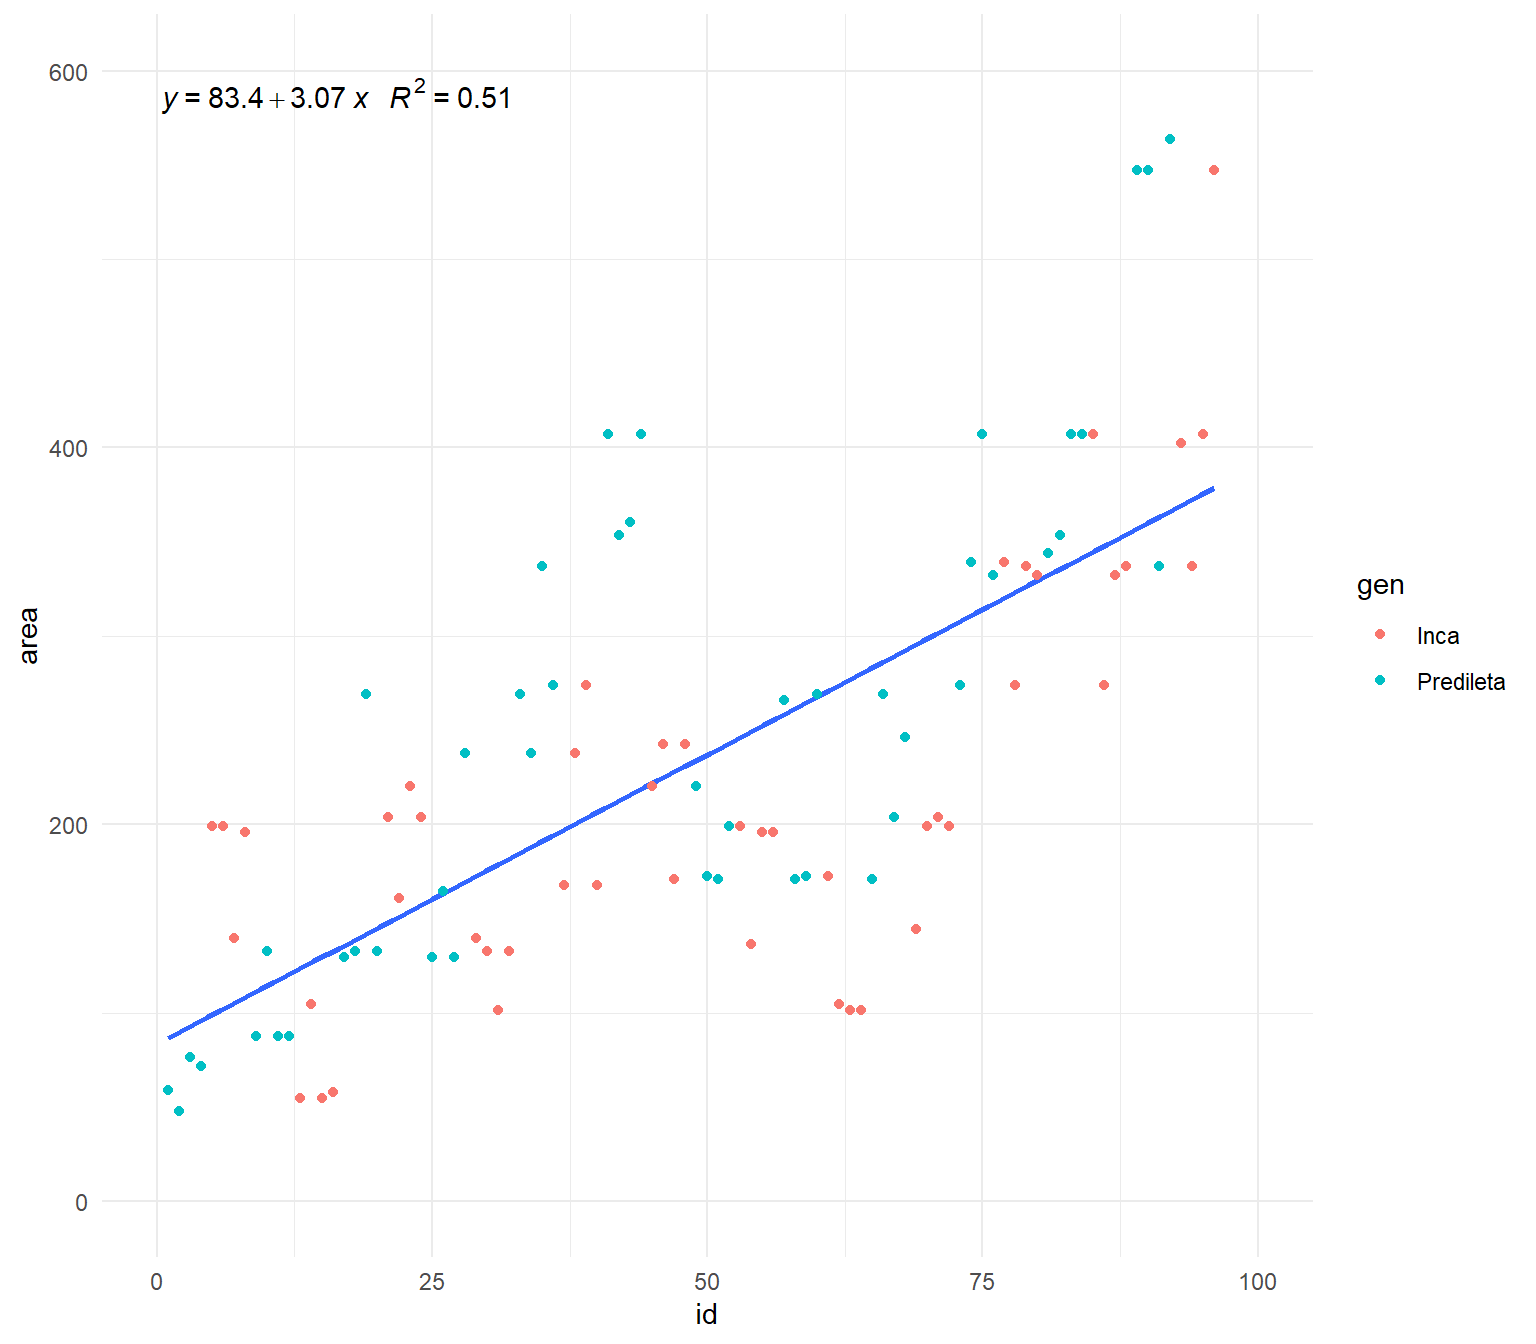 600
y = 83.4 + 3.07 x R² = 0.51
400
200
0
0 25 50 75 100
id
area
gen
Inca
Predileta